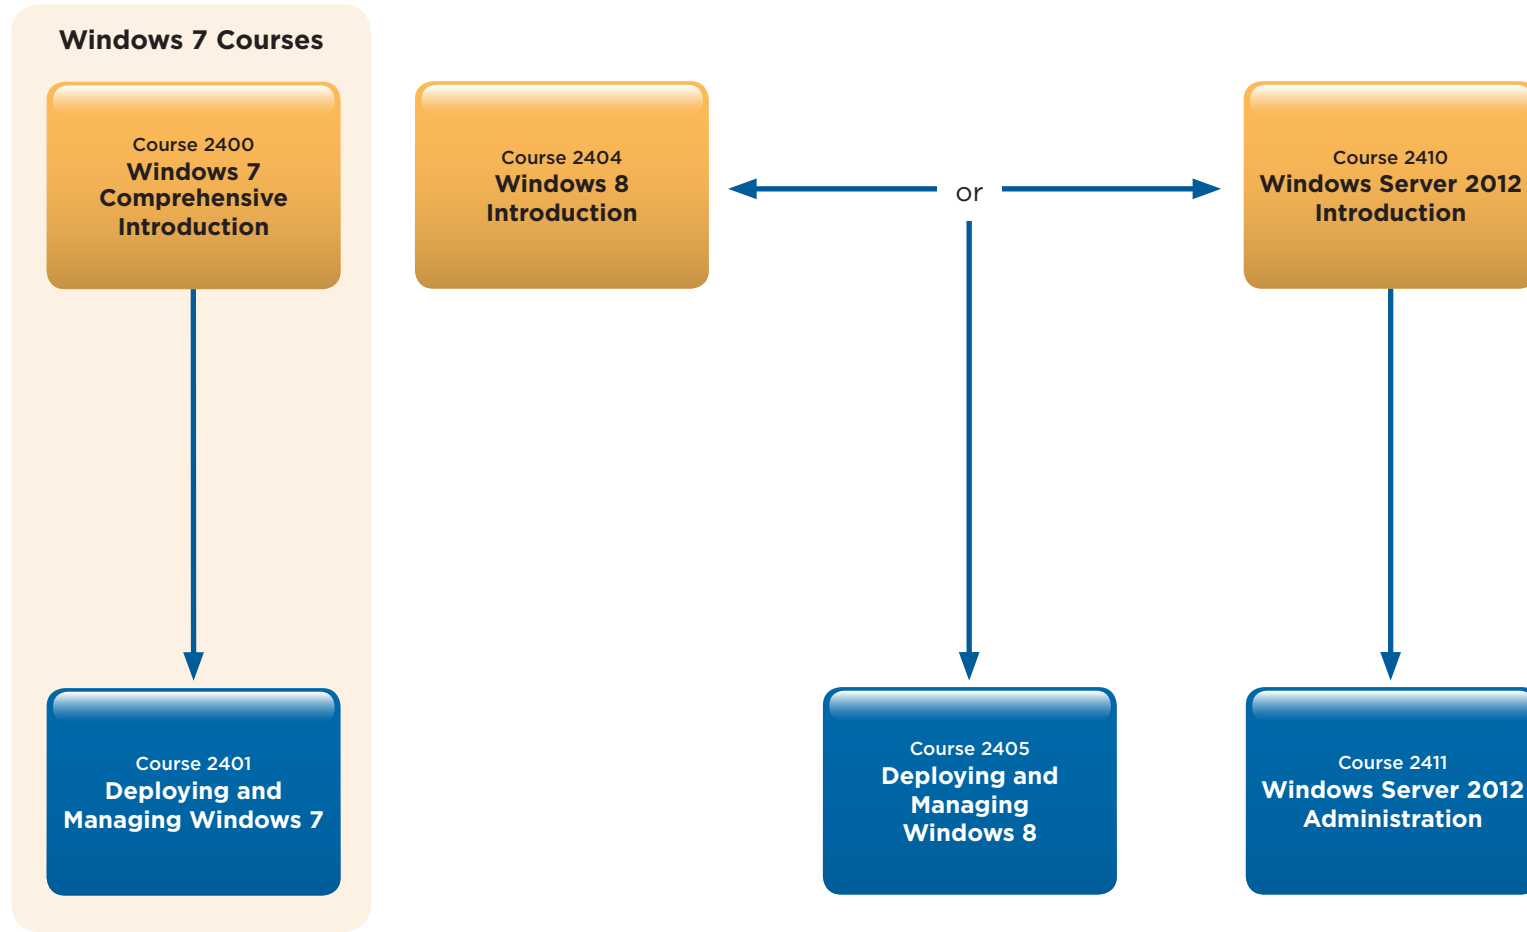 Windows 7 Courses
Course 2400
Windows 7
Comprehensive
Introduction
Course 2404
Windows 8
Introduction
or
Course 2410
Windows Server 2012
Introduction
Course 2401
Deploying and
Managing Windows 7
Course 2405
Deploying and
Managing
Windows 8
Course 2411
Windows Server 2012
Administration